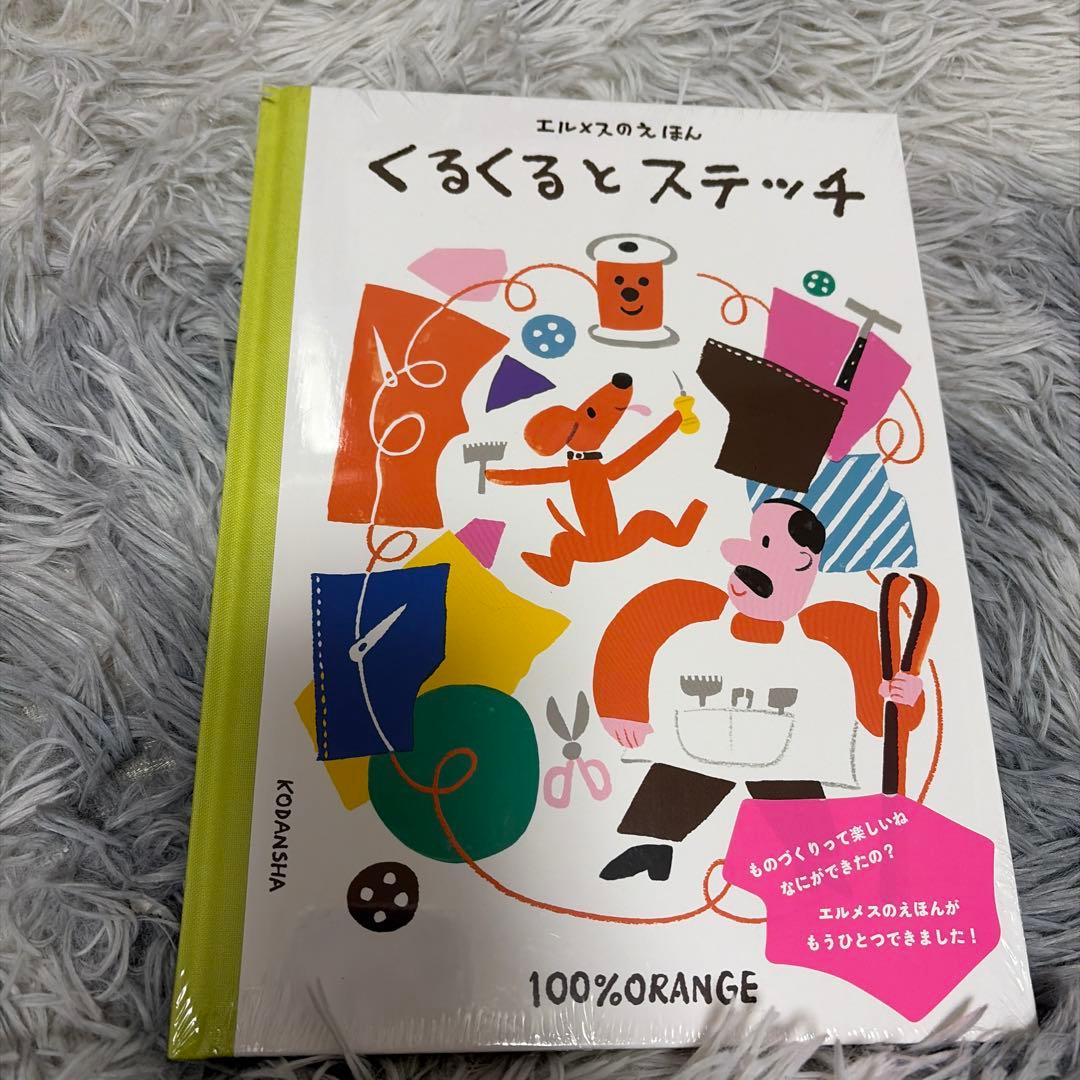 エルメスのえほん
くるくるとステッチ
KODANSHA
ものづくりって楽しいね
なにができたの?
エルメスのえほんが
もうひとつできました!
100%ORANGE